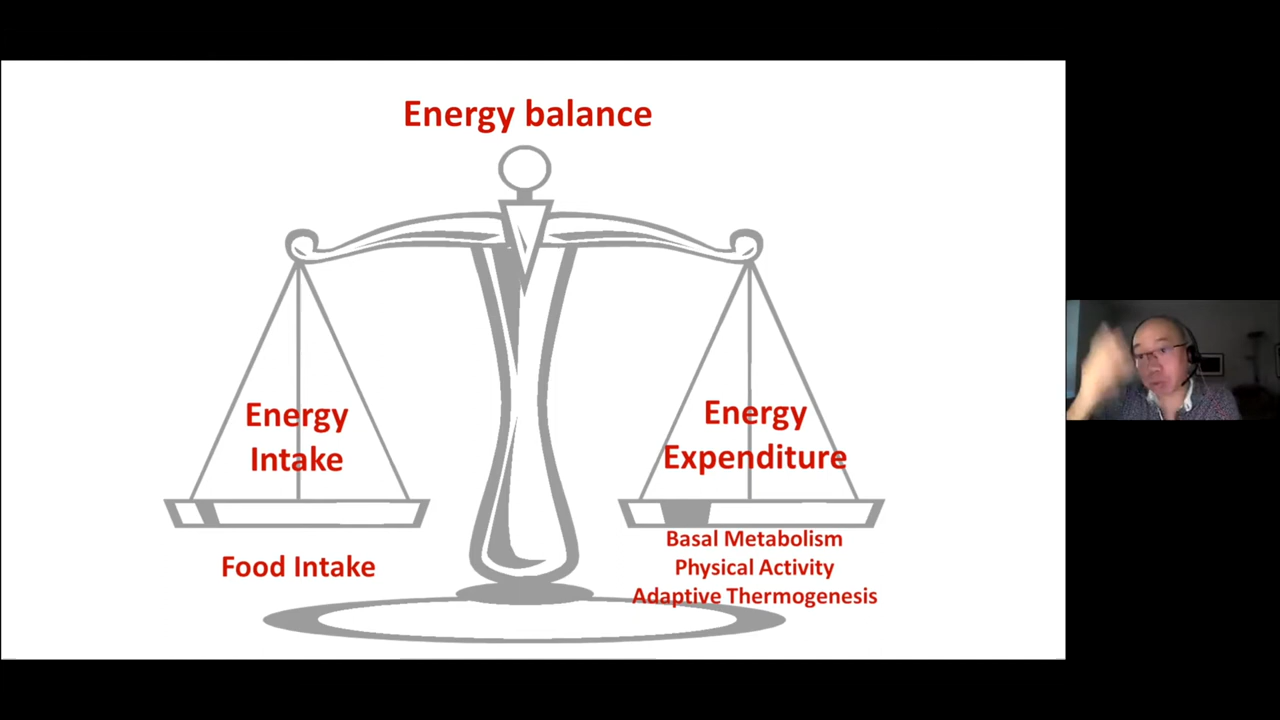 Energy balance
Energy
Intake
Energy
Expenditure
Food Intake
Basal Metabolism
Physical Activity
Adaptive Thermogenesis